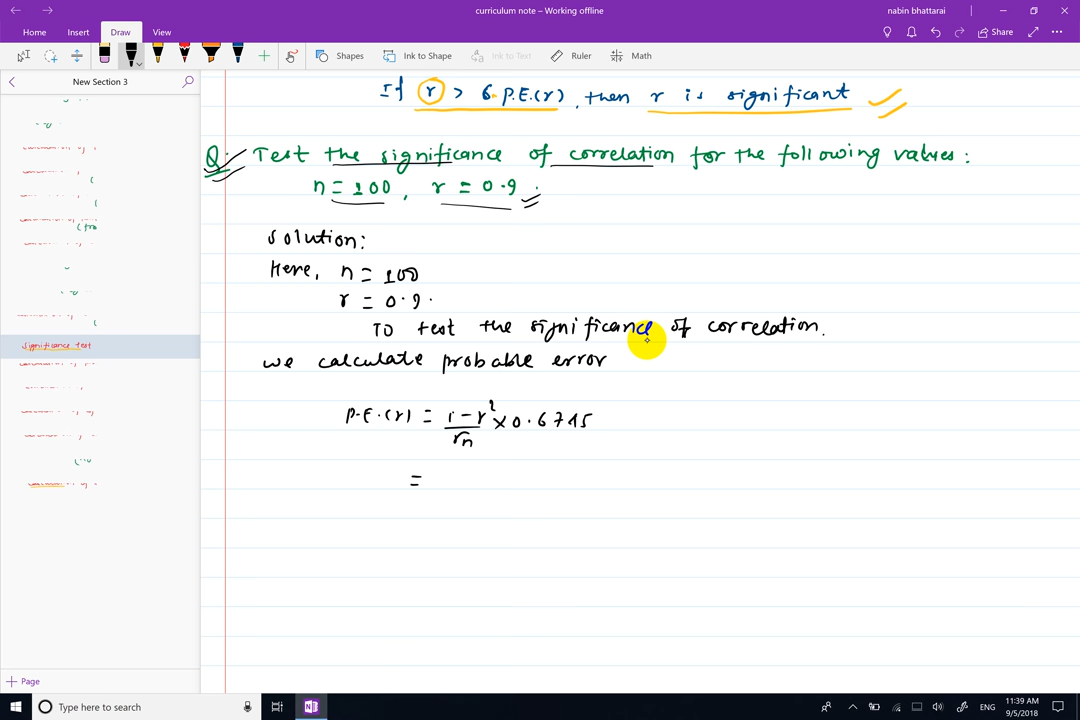 curriculum note – Working offline
nabin bhattarai
Home Insert Draw View
Share
Shapes Ink to Shape Ink to Text Ruler Math
New Section 3
If r > 6. P.E.(r), then r is significant
Q. Test the significance of correlation for the following values:
n = 100, r = 0.9.
Solution:
Here, n = 100
r = 0.9.
To test the significance of correlation.
we calculate probable error
P.E.(r) = 1 - r² / √n × 0.6745
=
Significance test
+ Page
Type here to search
ENG
11:39 AM
9/5/2018